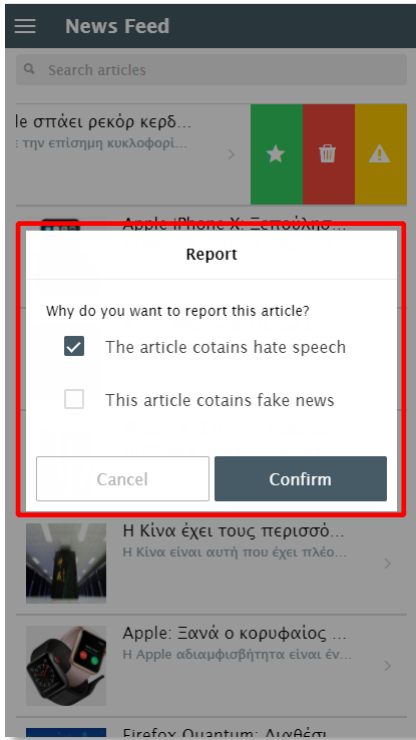 News Feed
Search articles
le σπάει ρεκόρ κερδ...
ε την επίσημη κυκλοφορί...
Apple iPhone X: Ξεπούλησ...
Report
Why do you want to report this article?
The article cotains hate speech
This article cotains fake news
Cancel
Confirm
Η Κίνα έχει τους περισσό...
Η Κίνα είναι αυτή που έχει πλέο...
Apple: Ξανά ο κορυφαίος ...
Η Apple αδιαμφισβήτητα είναι έν...
Firefox Quantum: Διαθέσι...